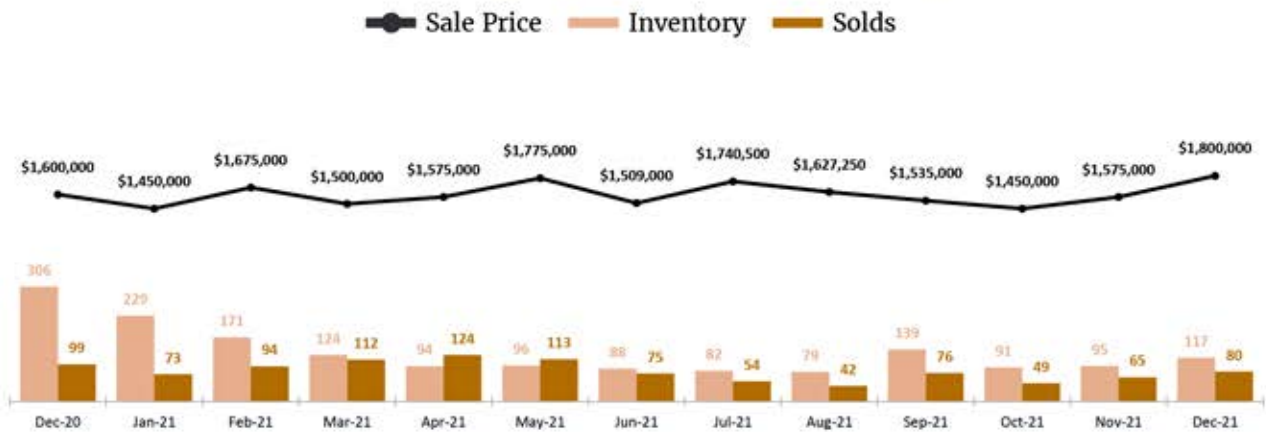 Sale Price Inventory Solds
$1,600,000 $1,450,000 $1,675,000 $1,500,000 $1,575,000 $1,775,000 $1,509,000 $1,740,500 $1,627,250 $1,535,000 $1,450,000 $1,575,000 $1,800,000
306 99 229 73 171 94 124 112 94 124 96 113 88 75 82 54 79 42 139 76 91 49 95 65 117 80
Dec-20 Jan-21 Feb-21 Mar-21 Apr-21 May-21 Jun-21 Jul-21 Aug-21 Sep-21 Oct-21 Nov-21 Dec-21